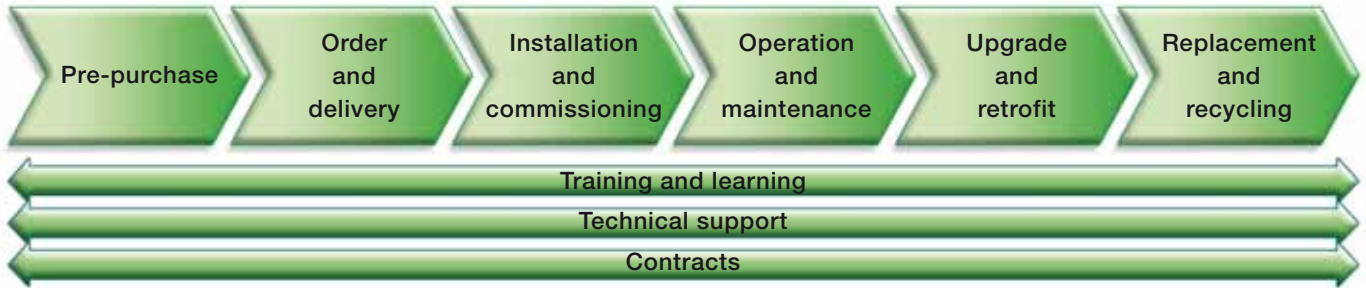 Pre-purchase
Order
and
delivery
Installation
and
commissioning
Operation
and
maintenance
Upgrade
and
retrofit
Replacement
and
recycling
Training and learning
Technical support
Contracts